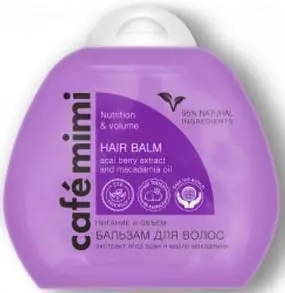 café mimi
Nutrition
& volume
95% NATURAL
INGREDIENTS
HAIR BALM
acai berry extract
and macadamia oil
ПИТАНИЕ И ОБЪЕМ
БАЛЬЗАМ ДЛЯ ВОЛОС
экстракт ягод асаи и масло макадамии